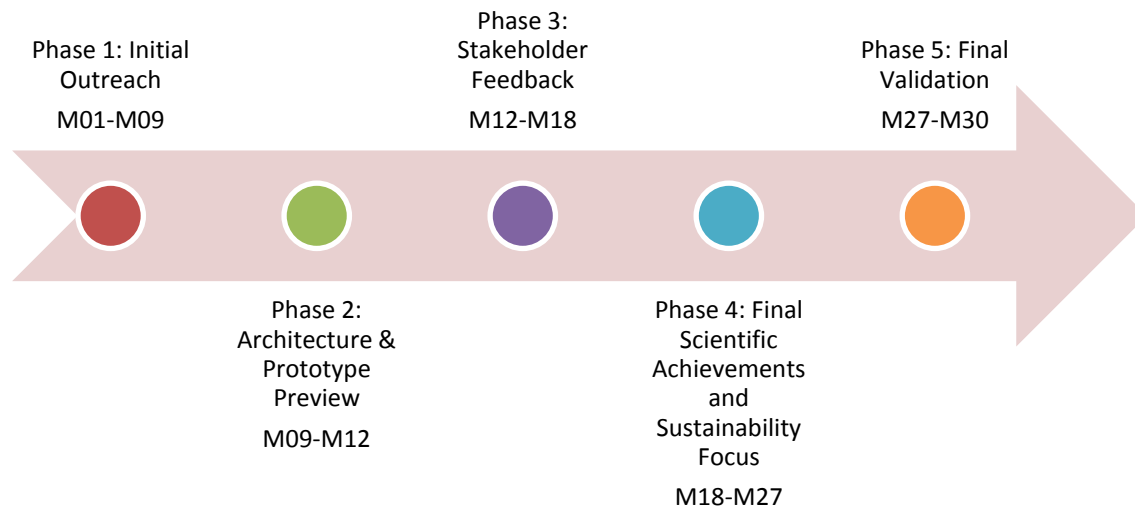 Phase 1: Initial
Outreach
M01-M09
Phase 2:
Architecture &
Prototype
Preview
M09-M12
Phase 3:
Stakeholder
Feedback
M12-M18
Phase 4: Final
Scientific
Achievements
and
Sustainability
Focus
M18-M27
Phase 5: Final
Validation
M27-M30